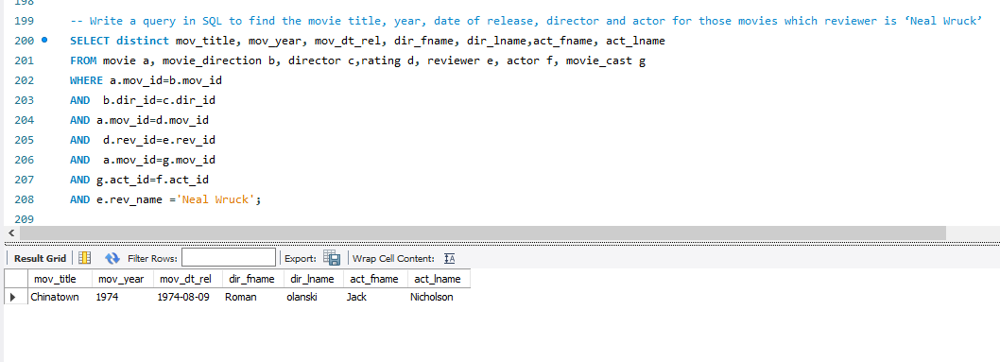 198
199 -- Write a query in SQL to find the movie title, year, date of release, director and actor for those movies which reviewer is ‘Neal Wruck’
200 SELECT distinct mov_title, mov_year, mov_dt_rel, dir_fname, dir_lname,act_fname, act_lname
201 FROM movie a, movie_direction b, director c,rating d, reviewer e, actor f, movie_cast g
202 WHERE a.mov_id=b.mov_id
203 AND  b.dir_id=c.dir_id
204 AND a.mov_id=d.mov_id
205 AND  d.rev_id=e.rev_id
206 AND  a.mov_id=g.mov_id
207 AND g.act_id=f.act_id
208 AND e.rev_name ='Neal Wruck';
209
Result Grid Filter Rows: Export: Wrap Cell Content: IA
mov_title mov_year mov_dt_rel dir_fname dir_lname act_fname act_lname
Chinatown 1974 1974-08-09 Roman olanski Jack Nicholson